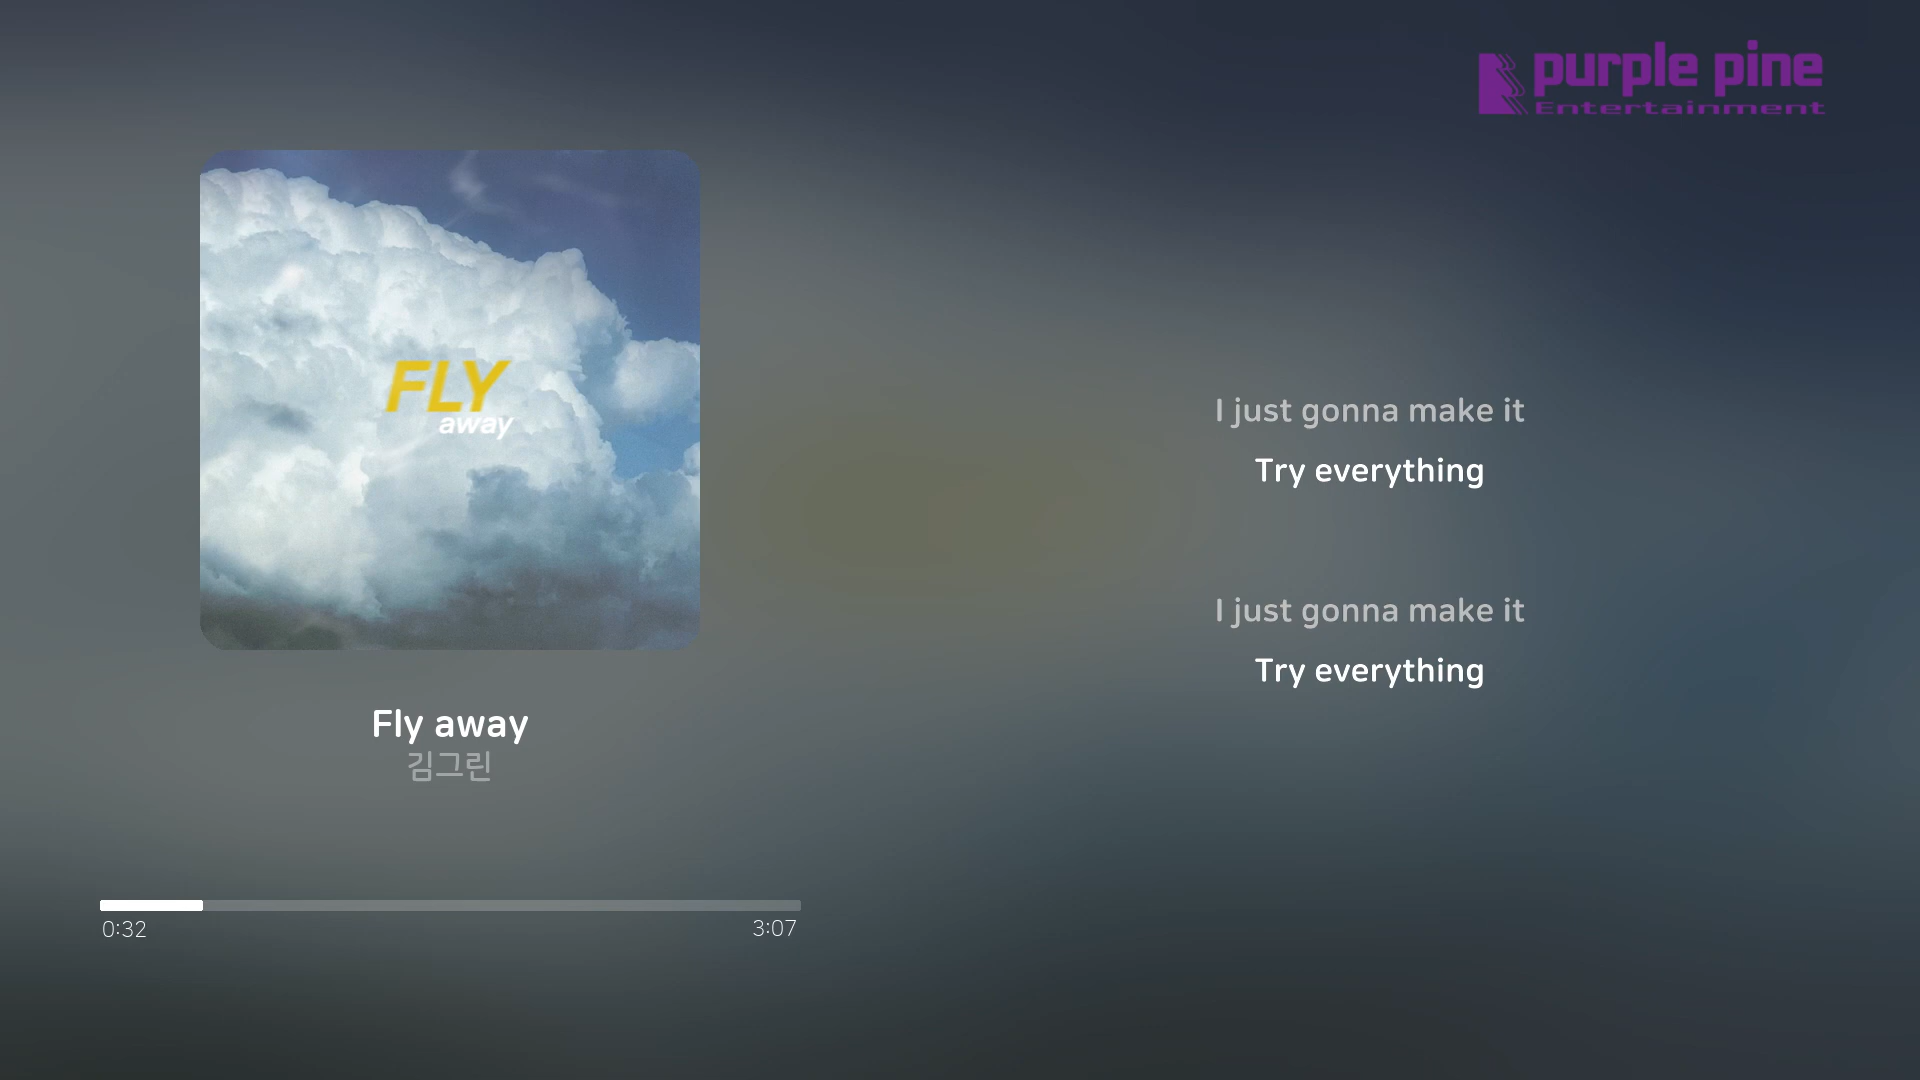 purple pine
Entertainment
FLY
away
Fly away
김그린
0:32
3:07
I just gonna make it
Try everything
I just gonna make it
Try everything